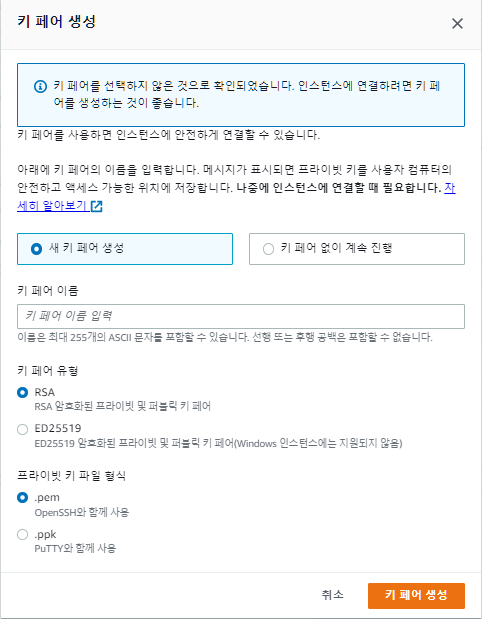 키 페어 생성
키 페어를 선택하지 않은 것으로 확인되었습니다. 인스턴스에 연결하려면 키 페
어를 생성하는 것이 좋습니다.
키 페어를 사용하면 인스턴스에 안전하게 연결할 수 있습니다.
아래에 키 페어의 이름을 입력합니다. 메시지가 표시되면 프라이빗 키를 사용자 컴퓨터의
안전하고 액세스 가능한 위치에 저장합니다. 나중에 인스턴스에 연결할 때 필요합니다. 자
세히 알아보기
새 키 페어 생성
키 페어 없이 계속 진행
키 페어 이름
키 페어 이름 입력
이름은 최대 255개의 ASCII 문자를 포함할 수 있습니다. 선행 또는 후행 공백은 포함할 수 없습니다.
키 페어 유형
RSA
RSA 암호화된 프라이빗 및 퍼블릭 키 페어
ED25519
ED25519 암호화된 프라이빗 및 퍼블릭 키 페어(Windows 인스턴스에는 지원되지 않음)
프라이빗 키 파일 형식
.pem
OpenSSH와 함께 사용
.ppk
PuTTY와 함께 사용
취소
키 페어 생성